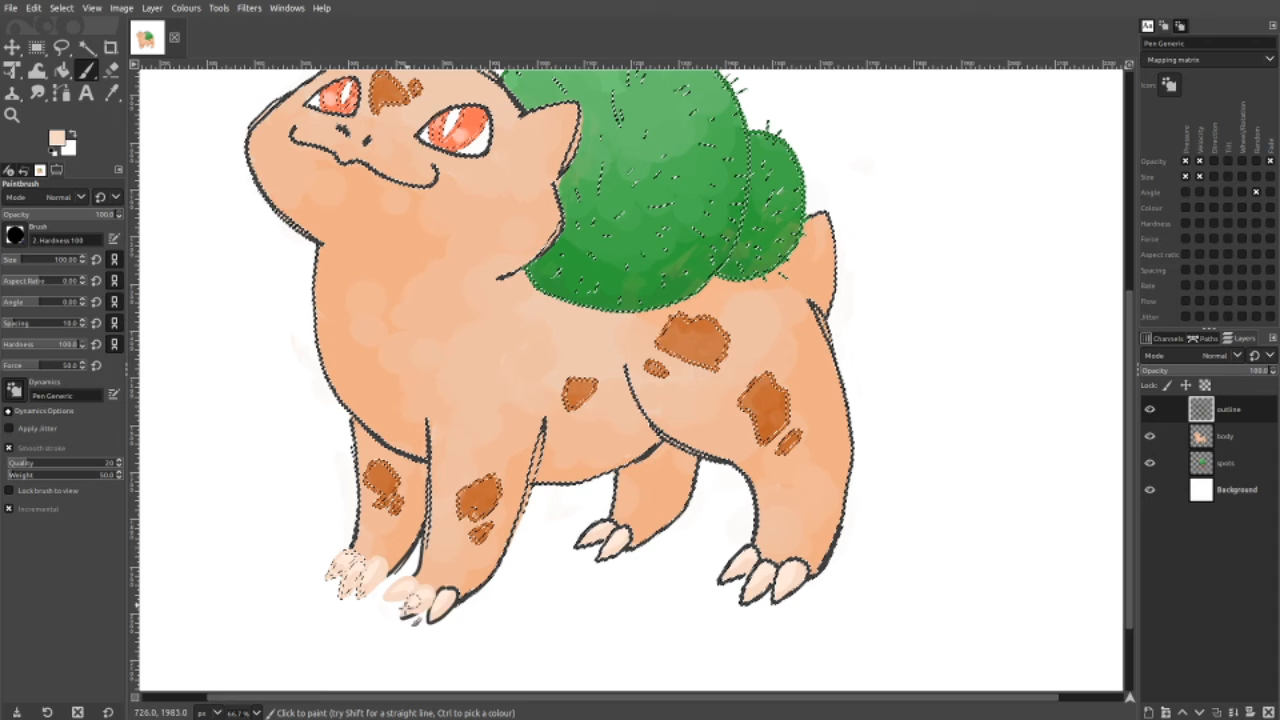 File Edit Select View Image Layer Colours Tools Filters Windows Help
Paintbrush
Mode Normal
Opacity 100.0
Brush
2. Hardness 100
Size 100.00
Aspect Ratio 0.00
Angle 0.00
Spacing 10.0
Hardness 100.0
Force 50.0
Dynamics
Pen Generic
Dynamics Options
Apply Jitter
Smooth stroke
Quality 20
Weight 50.0
Lock brush to view
Incremental
Pen Generic
Mapping matrix
Icon:
Pressure Velocity Direction Tilt Wheel/Rotation Random Fade
Opacity
Size
Angle
Colour
Hardness
Force
Aspect ratio
Spacing
Rate
Flow
Jitter
Channels Paths Layers
Mode Normal
Opacity 100.0
Lock:
outline
body
spots
Background
726.0, 1983.0 px 66.7 % Click to paint (try Shift for a straight line, Ctrl to pick a colour)